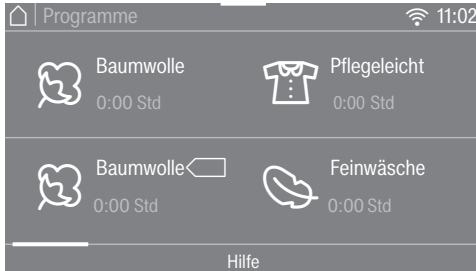 Programme 11:02
Baumwolle Pflegeleicht
0:00 Std 0:00 Std
Baumwolle Feinwäsche
0:00 Std 0:00 Std
Hilfe